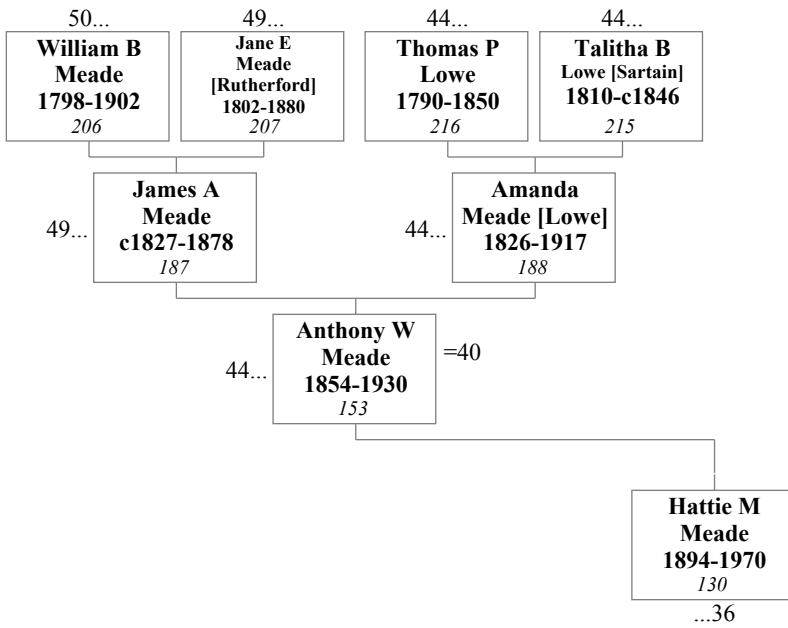 50...
49...
44...
44...
William B
Meade
1798-1902
206
Jane E
Meade
[Rutherford]
1802-1880
207
Thomas P
Lowe
1790-1850
216
Talitha B
Lowe [Sartain]
1810-c1846
215
49...
James A
Meade
c1827-1878
187
44...
Amanda
Meade [Lowe]
1826-1917
188
44...
Anthony W
Meade
1854-1930
153
=40
Hattie M
Meade
1894-1970
130
...36